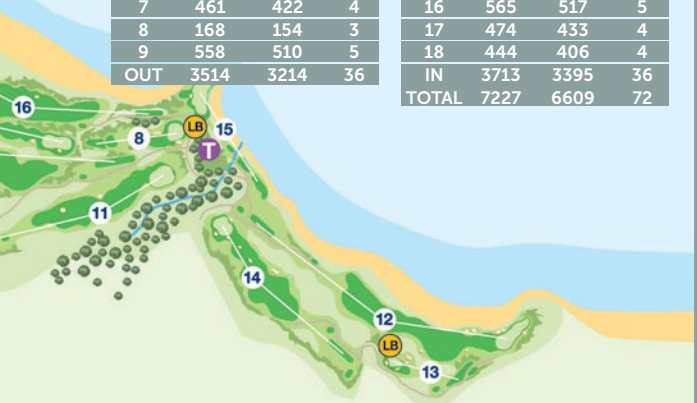 7 461 422 4
8 168 154 3
9 558 510 5
OUT 3514 3214 36
16 565 517 5
17 474 433 4
18 444 406 4
IN 3713 3395 36
TOTAL 7227 6609 72
16
8
LB
15
T
11
14
12
LB
13